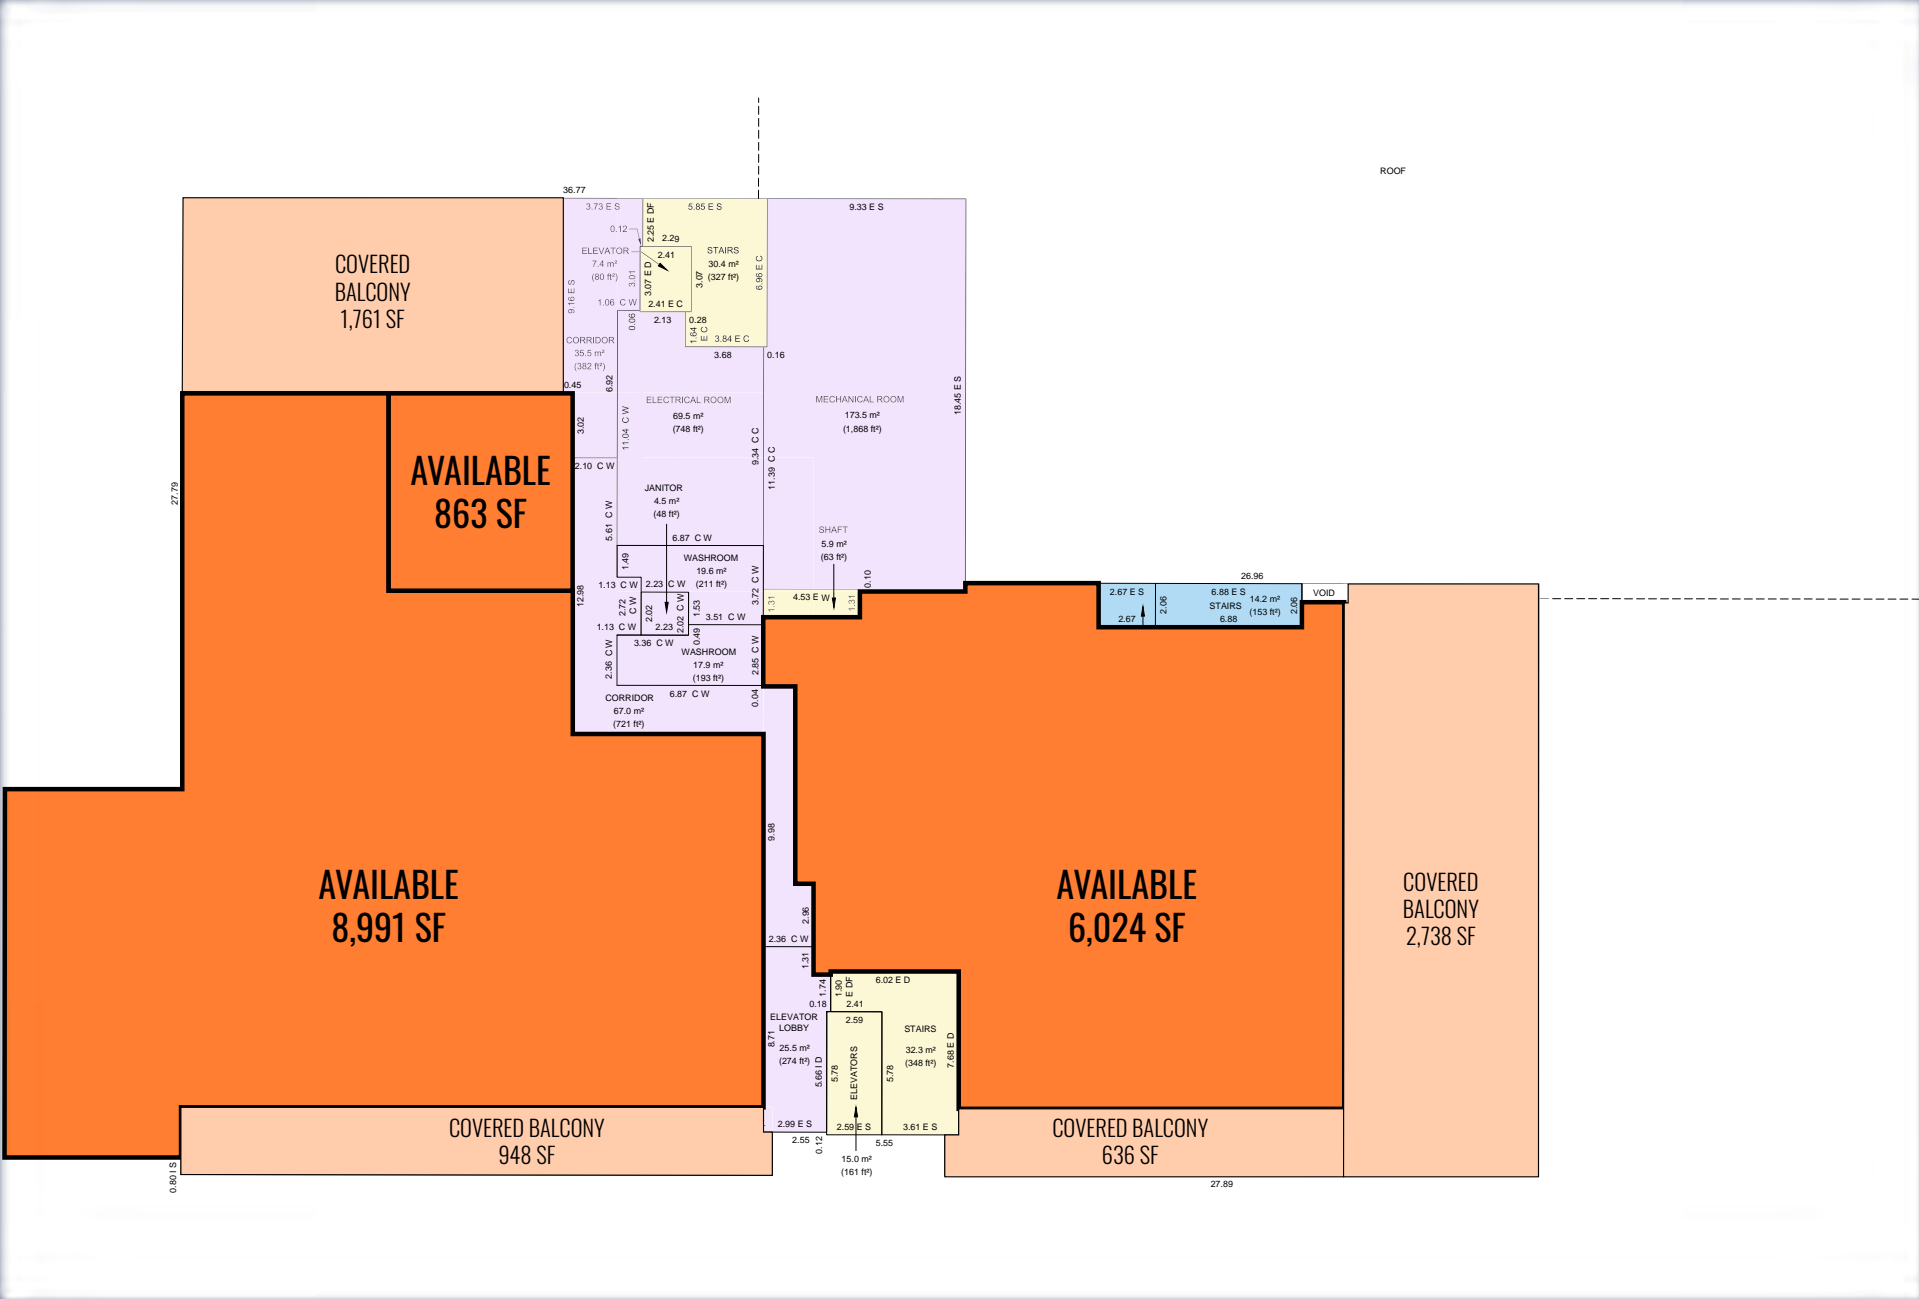 ROOF
36.77
3.73 E S
5.85 E S
9.33 E S
2.25 E DF
0.12
2.29
ELEVATOR
7.4 m²
(80 ft²)
2.41
STAIRS
30.4 m²
(327 ft²)
3.01
3.07 E D
3.07
6.96 E C
9.16 E S
1.06 C W
2.41 E C
0.06
2.13
0.28
1.64
E C
3.84 E C
3.68
0.16
COVERED
BALCONY
1,761 SF
CORRIDOR
35.5 m²
(382 ft²)
0.45
6.92
ELECTRICAL ROOM
69.5 m²
(748 ft²)
MECHANICAL ROOM
173.5 m²
(1,868 ft²)
18.45 E S
3.02
11.04 C W
9.34 C C
11.39 C C
2.10 C W
27.79
AVAILABLE
863 SF
JANITOR
4.5 m²
(48 ft²)
5.61 C W
6.87 C W
SHAFT
5.9 m²
(63 ft²)
1.49
WASHROOM
19.6 m²
(211 ft²)
1.13 C W
2.23 C W
3.72 C W
0.10
12.98
2.72
C W
2.02
2.02 C W
1.53
3.51 C W
1.31
4.53 E W
1.31
1.13 C W
2.23
0.49
3.36 C W
2.36 C W
WASHROOM
17.9 m²
(193 ft²)
2.85 C W
6.87 C W
0.04
CORRIDOR
67.0 m²
(721 ft²)
26.96
2.67 E S
2.06
6.88 E S
STAIRS
14.2 m²
(153 ft²)
2.06
2.67
6.88
VOID
9.98
AVAILABLE
8,991 SF
AVAILABLE
6,024 SF
COVERED
BALCONY
2,738 SF
2.96
2.36 C W
1.31
1.74
1.90
E DF
6.02 E D
0.18
2.41
2.59
ELEVATOR
LOBBY
25.5 m²
(274 ft²)
8.71
5.66 I D
5.78
ELEVATORS
5.78
STAIRS
32.3 m²
(348 ft²)
7.68 E D
2.99 E S
2.59 E S
3.61 E S
2.55
0.12
5.55
15.0 m²
(161 ft²)
COVERED BALCONY
948 SF
COVERED BALCONY
636 SF
0.80 I S
27.89